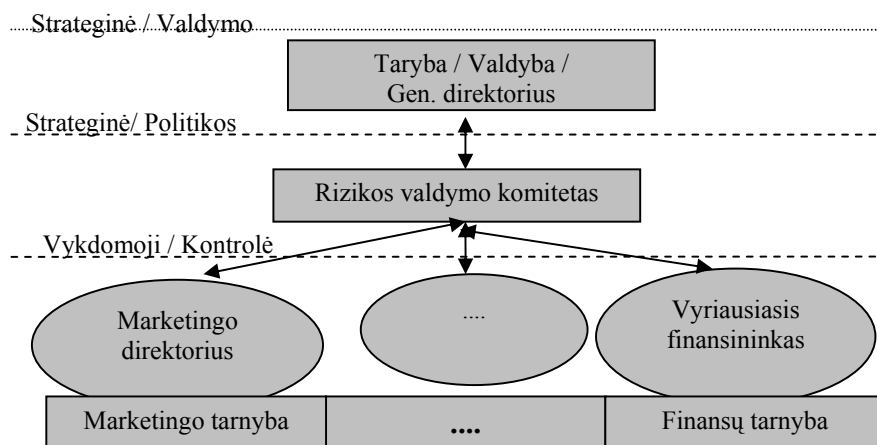 Strateginė / Valdymo
Taryba / Valdyba /
Gen. direktorius
Strateginė/ Politikos
Rizikos valdymo komitetas
Vykdomoji / Kontrolė
Marketingo
direktorius
....
Vyriausiasis
finansininkas
Marketingo tarnyba
....
Finansų tarnyba